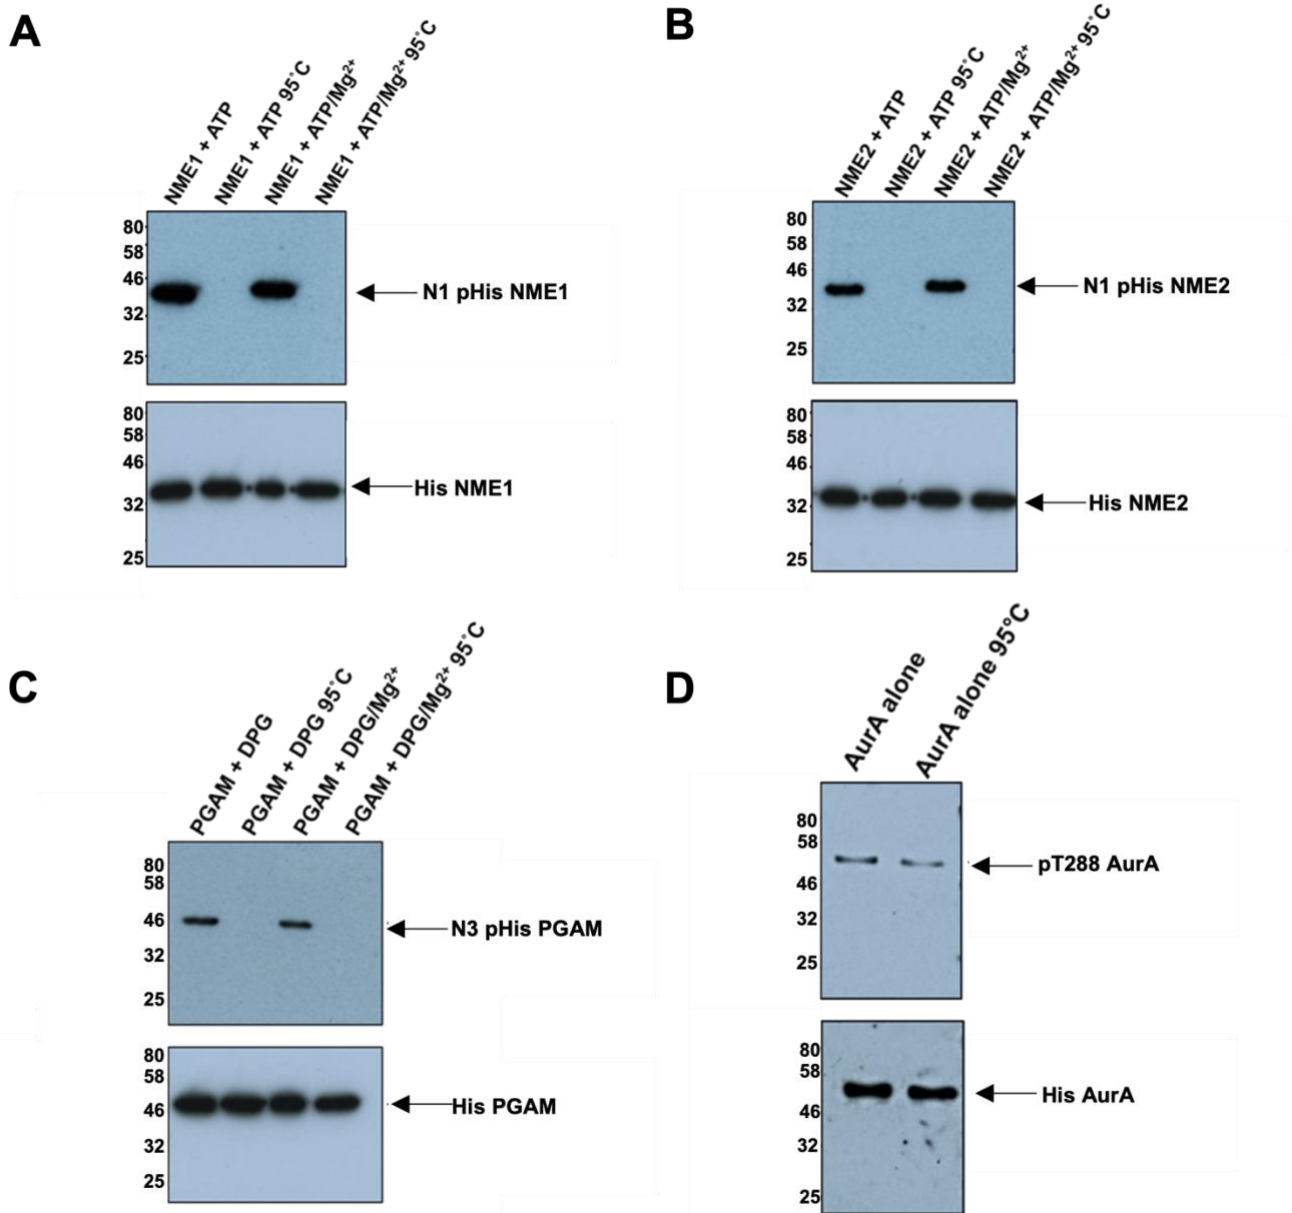 A
NME1 + ATP
NME1 + ATP 95˚C
NME1 + ATP/Mg²⁺
NME1 + ATP/Mg²⁺ 95˚C
80
58
46
32
25
N1 pHis NME1
80
58
46
32
25
His NME1
B
NME2 + ATP
NME2 + ATP 95˚C
NME2 + ATP/Mg²⁺
NME2 + ATP/Mg²⁺ 95˚C
80
58
46
32
25
N1 pHis NME2
80
58
46
32
25
His NME2
C
PGAM + DPG
PGAM + DPG 95˚C
PGAM + DPG/Mg²⁺
PGAM + DPG/Mg²⁺ 95˚C
80
58
46
32
25
N3 pHis PGAM
80
58
46
32
25
His PGAM
D
AurA alone
AurA alone 95°C
80
58
46
32
25
pT288 AurA
80
58
46
32
25
His AurA